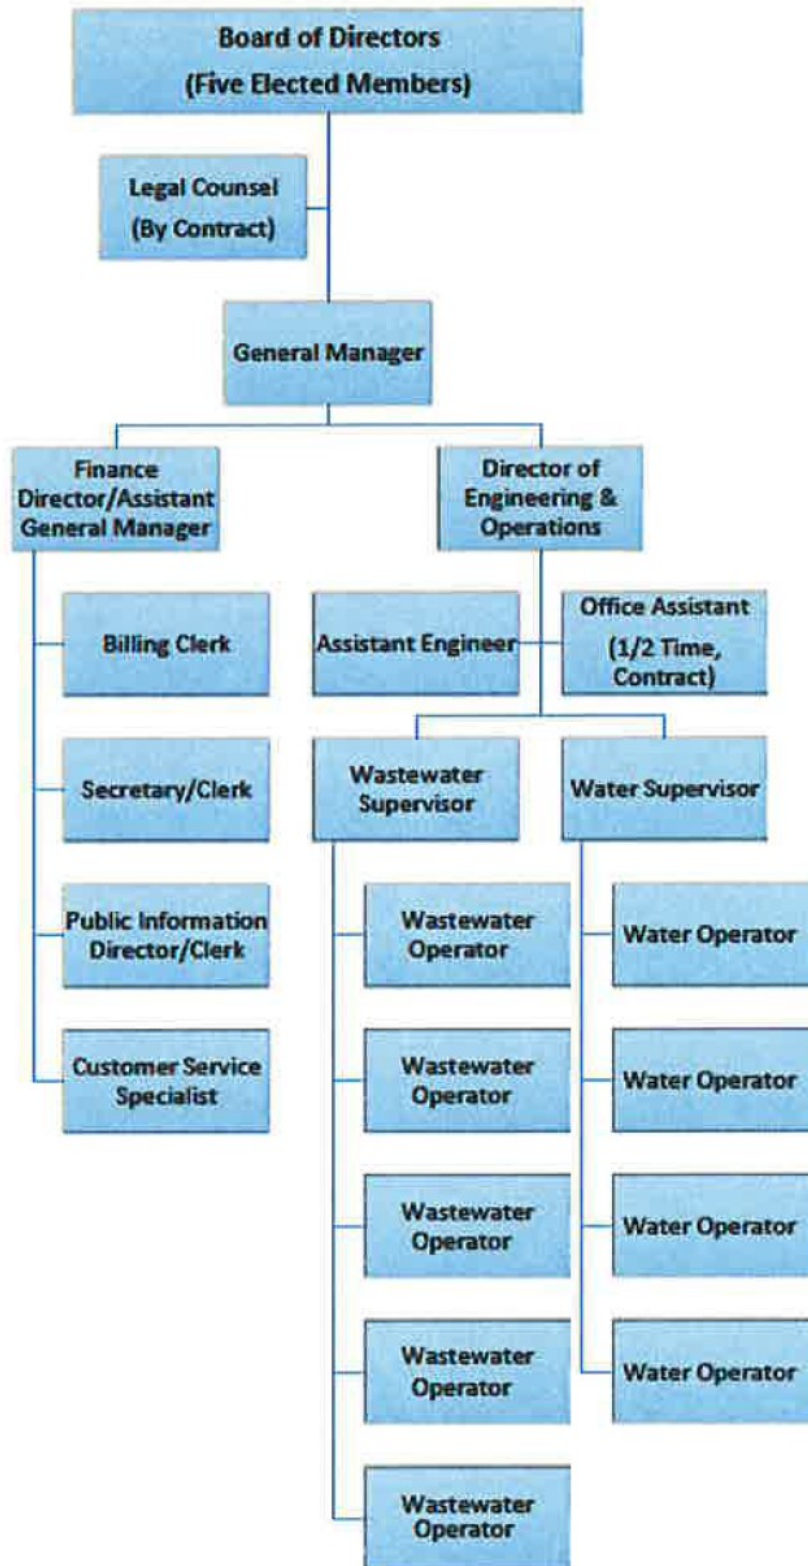 Board of Directors
(Five Elected Members)
Legal Counsel
(By Contract)
General Manager
Finance
Director/Assistant
General Manager
Director of
Engineering &
Operations
Billing Clerk
Secretary/Clerk
Public Information
Director/Clerk
Customer Service
Specialist
Assistant Engineer
Office Assistant
(1/2 Time,
Contract)
Wastewater
Supervisor
Wastewater
Operator
Wastewater
Operator
Wastewater
Operator
Wastewater
Operator
Wastewater
Operator
Water Supervisor
Water Operator
Water Operator
Water Operator
Water Operator